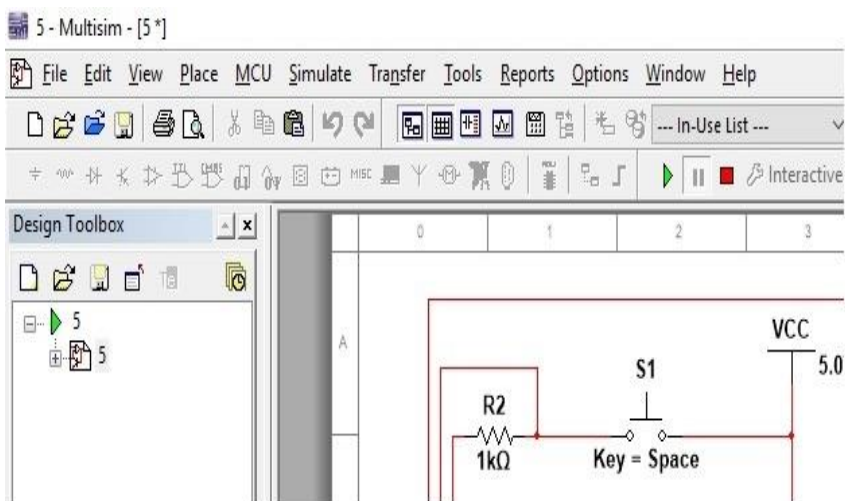 5 - Multisim - [5 *]
File Edit View Place MCU Simulate Transfer Tools Reports Options Window Help
--- In-Use List ---
MISC Interactive
Design Toolbox
0 1 2 3
5
5
A
VCC
5.0
S1
R2
1kΩ
Key = Space